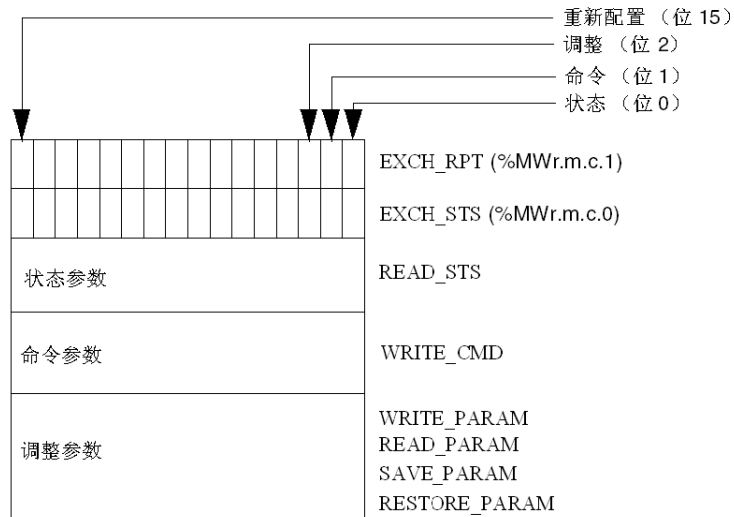 重新配置 （位 15）
调整 （位 2）
命令 （位 1）
状态 （位 0）
EXCH_RPT (%MWr.m.c.1)
EXCH_STS (%MWr.m.c.0)
状态参数 READ_STS
命令参数 WRITE_CMD
WRITE_PARAM
调整参数 READ_PARAM
SAVE_PARAM
RESTORE_PARAM